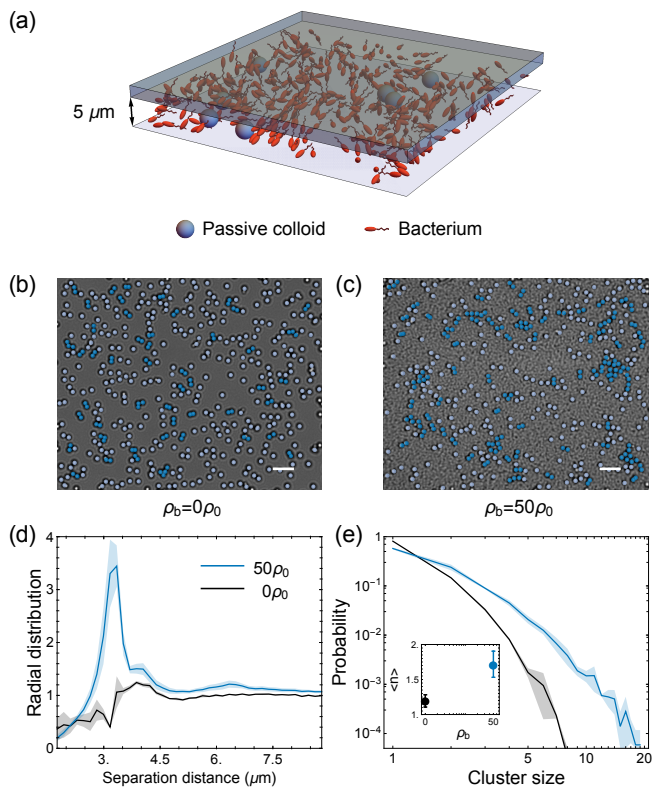 (a)
5 μm
Passive colloid
Bacterium
(b)
(c)
ρb=0ρ0
ρb=50ρ0
(d)
Radial distribution
4
3
2
1
0
50ρ0
0ρ0
3.
4.5
6.
7.5
Separation distance (μm)
(e)
Probability
1
10⁻¹
10⁻²
10⁻³
10⁻⁴
<n>
2
1.5
1
0
50
ρb
1
5
10
20
Cluster size